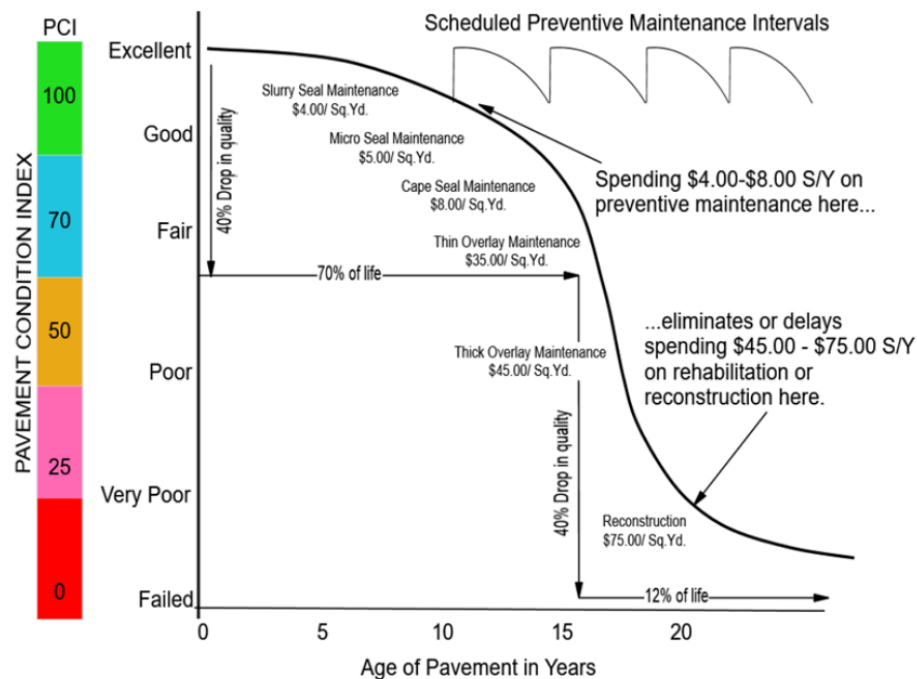 PCI
Scheduled Preventive Maintenance Intervals
Excellent
100
Slurry Seal Maintenance
$4.00/ Sq.Yd.
Good
Micro Seal Maintenance
$5.00/ Sq.Yd.
40% Drop in quality
Cape Seal Maintenance
$8.00/ Sq.Yd.
Spending $4.00-$8.00 S/Y on
preventive maintenance here...
70
Fair
Thin Overlay Maintenance
$35.00/ Sq.Yd.
70% of life
PAVEMENT CONDITION INDEX
50
...eliminates or delays
spending $45.00 - $75.00 S/Y
on rehabilitation or
reconstruction here.
Thick Overlay Maintenance
$45.00/ Sq.Yd.
Poor
40% Drop in quality
25
Very Poor
Reconstruction
$75.00/ Sq.Yd.
0
Failed
12% of life
0
5
10
15
20
Age of Pavement in Years